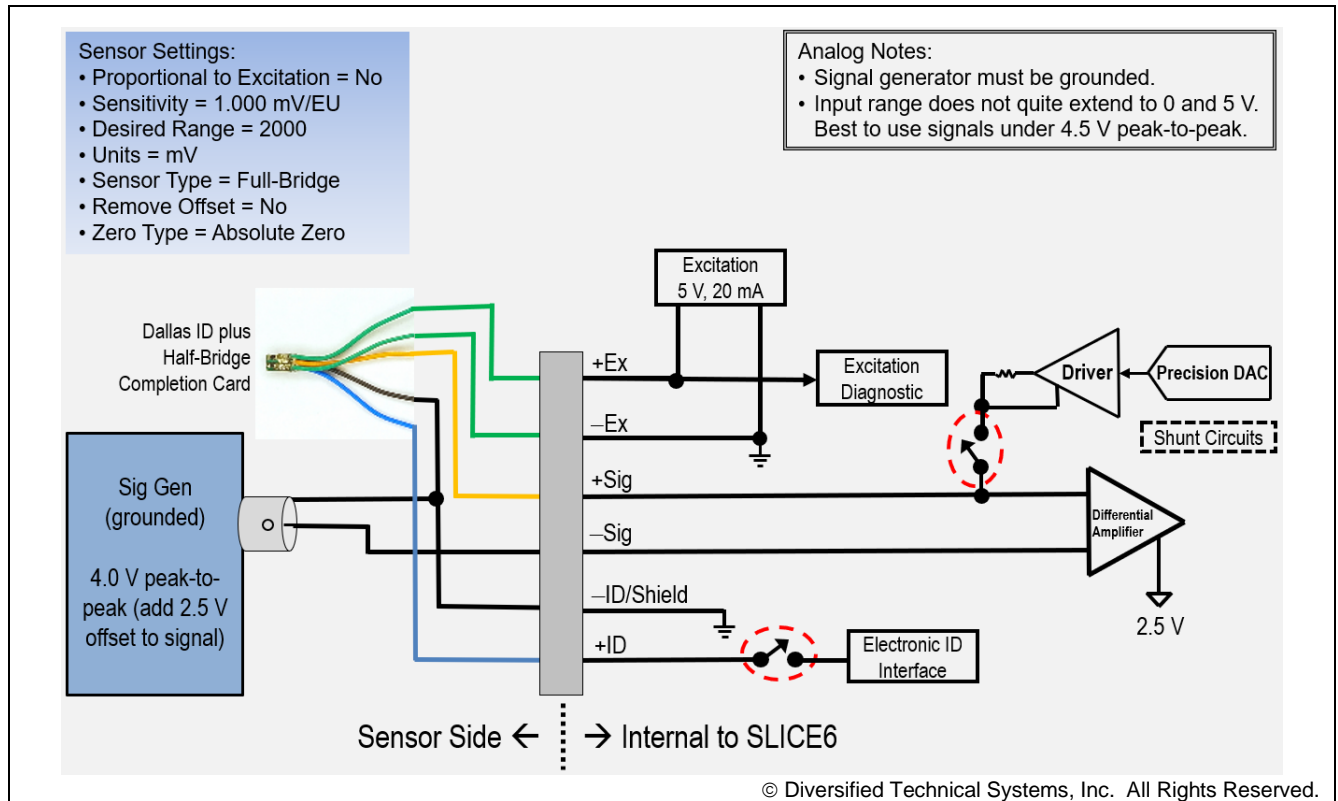 Sensor Settings:
• Proportional to Excitation = No
• Sensitivity = 1.000 mV/EU
• Desired Range = 2000
• Units = mV
• Sensor Type = Full-Bridge
• Remove Offset = No
• Zero Type = Absolute Zero
Analog Notes:
• Signal generator must be grounded.
• Input range does not quite extend to 0 and 5 V.
Best to use signals under 4.5 V peak-to-peak.
Excitation
5 V, 20 mA
Dallas ID plus
Half-Bridge
Completion Card
+Ex
Excitation
Diagnostic
Driver
Precision DAC
–Ex
Shunt Circuits
Sig Gen
(grounded)
4.0 V peak-to-
peak (add 2.5 V
offset to signal)
+Sig
–Sig
Differential
Amplifier
2.5 V
–ID/Shield
+ID
Electronic ID
Interface
Sensor Side ← → Internal to SLICE6
© Diversified Technical Systems, Inc. All Rights Reserved.